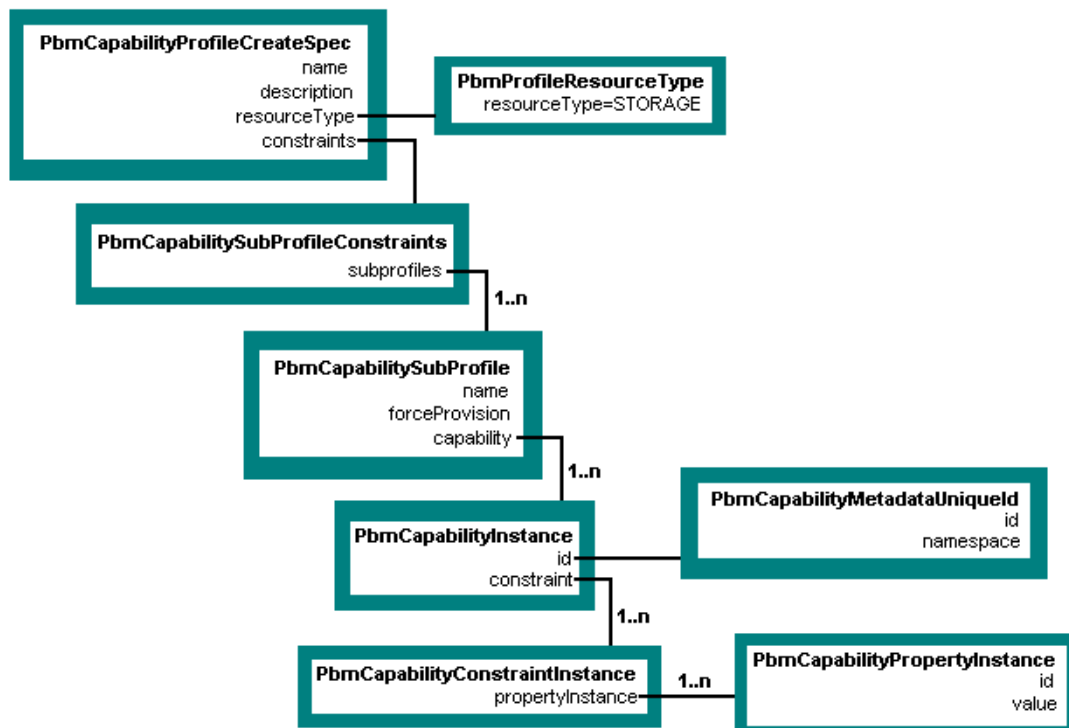 PbmCapabilityProfileCreateSpec
name
description
resourceType
constraints
PbmProfileResourceType
resourceType=STORAGE
PbmCapabilitySubProfileConstraints
subprofiles
1..n
PbmCapabilitySubProfile
name
forceProvision
capability
1..n
PbmCapabilityInstance
id
constraint
PbmCapabilityMetadataUniqueId
id
namespace
1..n
PbmCapabilityConstraintInstance
propertyInstance
1..n
PbmCapabilityPropertyInstance
id
value